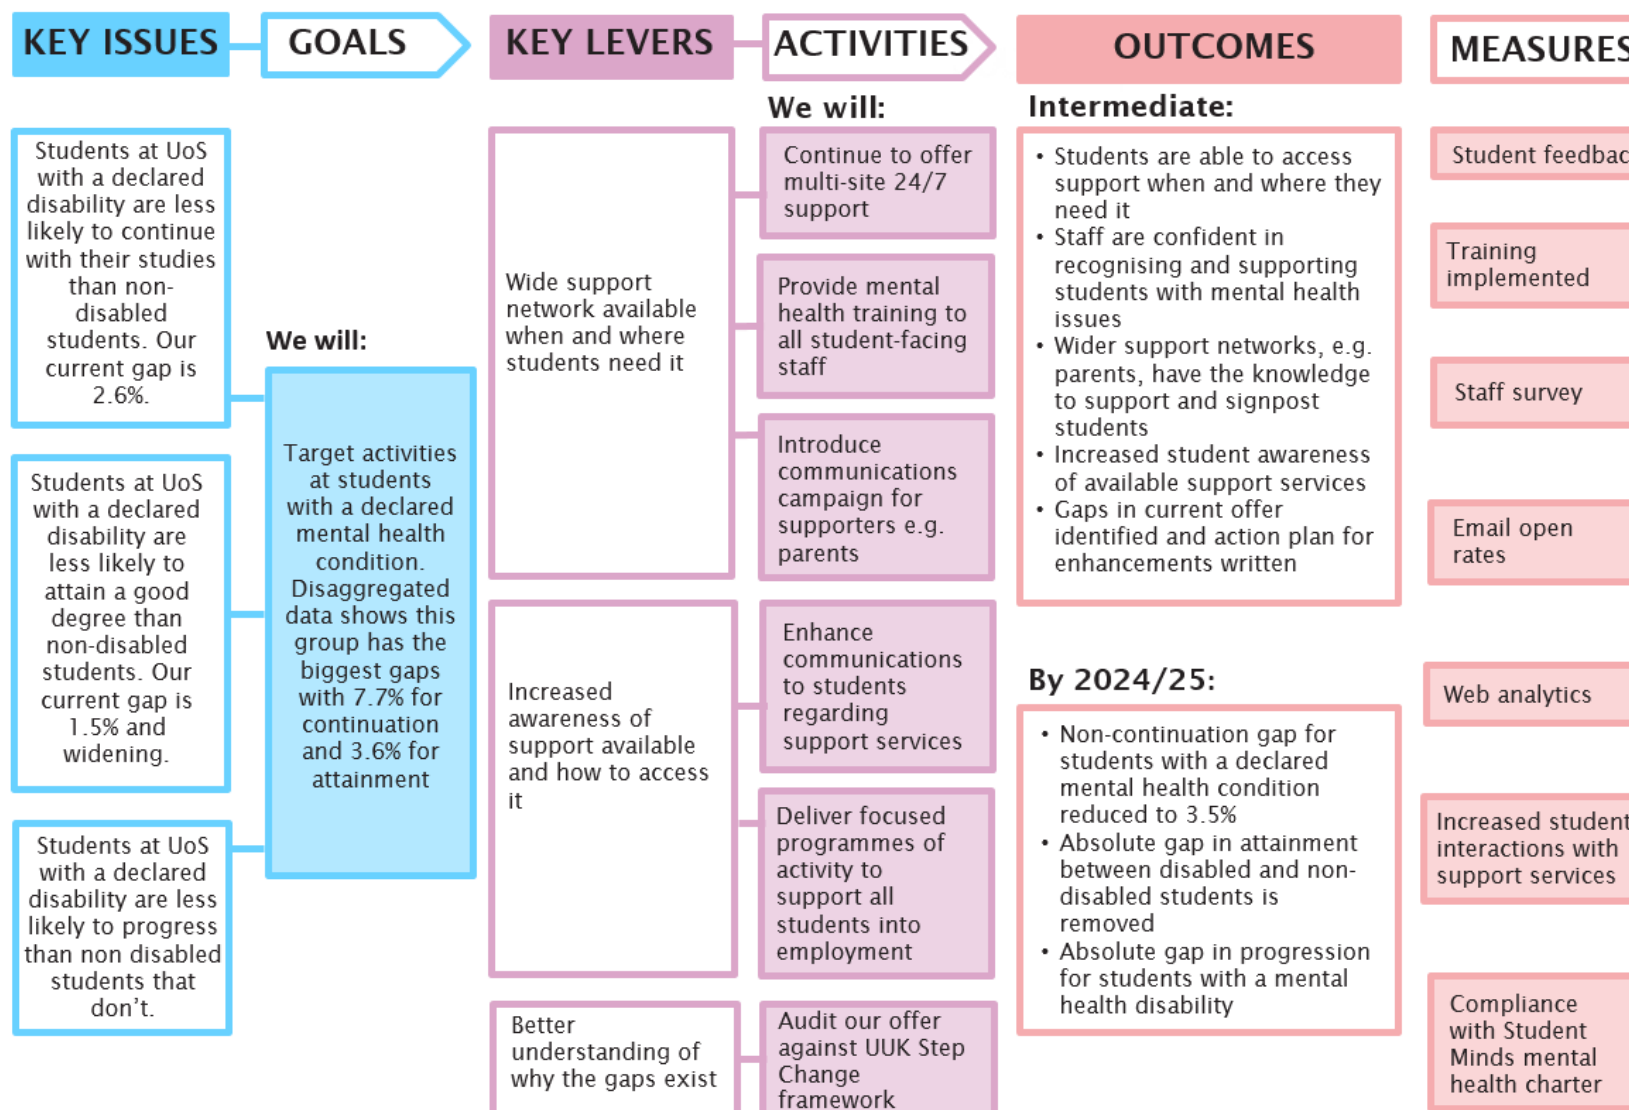 KEY ISSUES
GOALS
KEY LEVERS
ACTIVITIES
OUTCOMES
MEASURES
Students at UoS
with a declared
disability are less
likely to continue
with their studies
than non-
disabled
students. Our
current gap is
2.6%.
Students at UoS
with a declared
disability are
less likely to
attain a good
degree than
non-disabled
students. Our
current gap is
1.5% and
widening.
Students at UoS
with a declared
disability are less
likely to progress
than non disabled
students that
don’t.
We will:
Target activities
at students
with a declared
mental health
condition.
Disaggregated
data shows this
group has the
biggest gaps
with 7.7% for
continuation
and 3.6% for
attainment
Wide support
network available
when and where
students need it
Increased
awareness of
support available
and how to access
it
Better
understanding of
why the gaps exist
We will:
Continue to offer
multi-site 24/7
support
Provide mental
health training to
all student-facing
staff
Introduce
communications
campaign for
supporters e.g.
parents
Enhance
communications
to students
regarding
support services
Deliver focused
programmes of
activity to
support all
students into
employment
Audit our offer
against UUK Step
Change
framework
Intermediate:
• Students are able to access
support when and where they
need it
• Staff are confident in
recognising and supporting
students with mental health
issues
• Wider support networks, e.g.
parents, have the knowledge
to support and signpost
students
• Increased student awareness
of available support services
• Gaps in current offer
identified and action plan for
enhancements written
By 2024/25:
• Non-continuation gap for
students with a declared
mental health condition
reduced to 3.5%
• Absolute gap in attainment
between disabled and non-
disabled students is
removed
• Absolute gap in progression
for students with a mental
health disability
Student feedbac
Training
implemented
Staff survey
Email open
rates
Web analytics
Increased student
interactions with
support services
Compliance
with Student
Minds mental
health charter